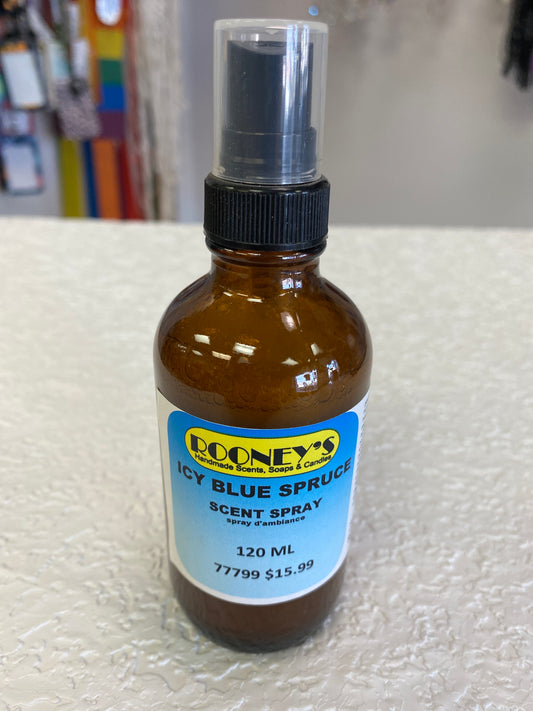 ROONEY'S
Handmade Scents, Soaps & Candles
ICY BLUE SPRUCE
SCENT SPRAY
spray d'ambiance
120 ML
77799 $15.99